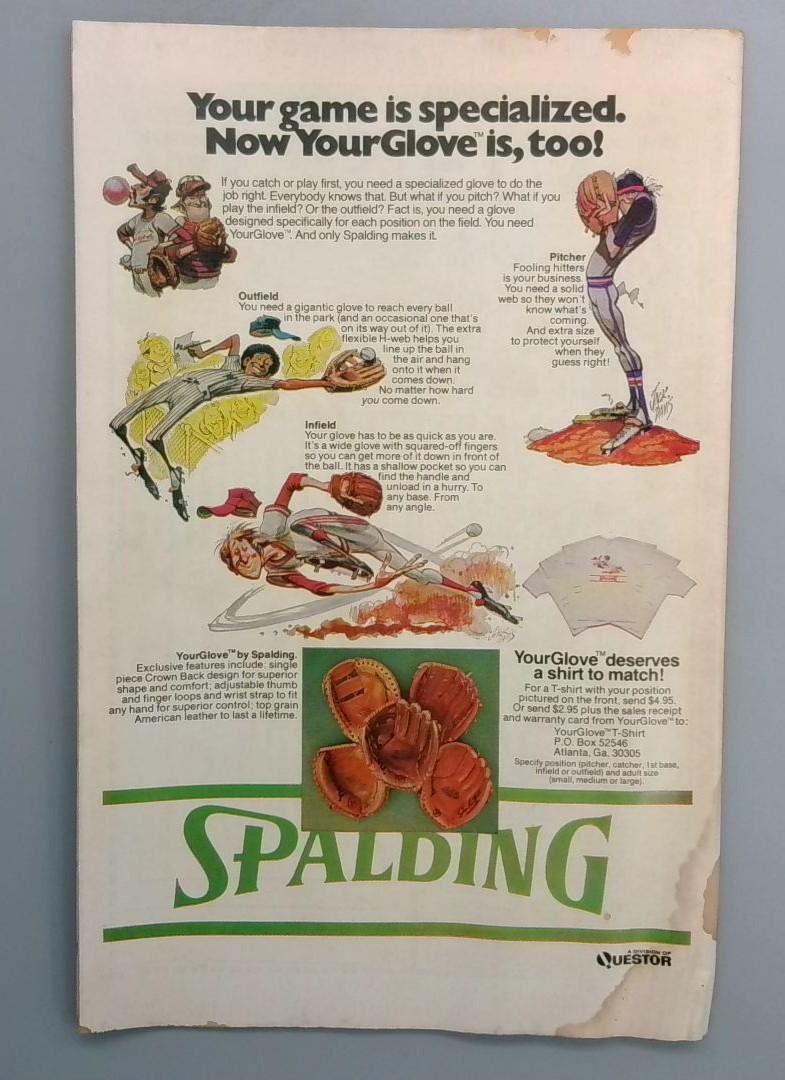 Your game is specialized.
Now YourGlove™ is, too!
If you catch or play first, you need a specialized glove to do the
job right. Everybody knows that. But what if you pitch? What if you
play the infield? Or the outfield? Fact is, you need a glove
designed specifically for each position on the field. You need
YourGlove™. And only Spalding makes it.
Pitcher
Fooling hitters
is your business.
You need a solid
web so they won't
know what's
coming.
And extra size
to protect yourself
when they
guess right!
Outfield
You need a gigantic glove to reach every ball
in the park (and an occasional one that's
on its way out of it). The extra
flexible H-web helps you
line up the ball in
the air and hang
onto it when it
comes down.
No matter how hard
you come down.
Jack
Davis
Infield
Your glove has to be as quick as you are.
It's a wide glove with squared-off fingers
so you can get more of it down in front of
the ball. It has a shallow pocket so you can
find the handle and
unload in a hurry. To
any base. From
any angle.
YourGlove™ by Spalding.
Exclusive features include: single
piece Crown Back design for superior
shape and comfort; adjustable thumb
and finger loops and wrist strap to fit
any hand for superior control; top grain
American leather to last a lifetime.
YourGlove™ deserves
a shirt to match!
For a T-shirt with your position
pictured on the front, send $4.95.
Or send $2.95 plus the sales receipt
and warranty card from YourGlove™ to:
YourGlove™ T-Shirt
P.O. Box 52546
Atlanta, Ga. 30305
Specify position (pitcher, catcher, 1st base,
infield or outfield) and adult size
(small, medium or large).
SPALDING®
A DIVISION OF
QUESTOR